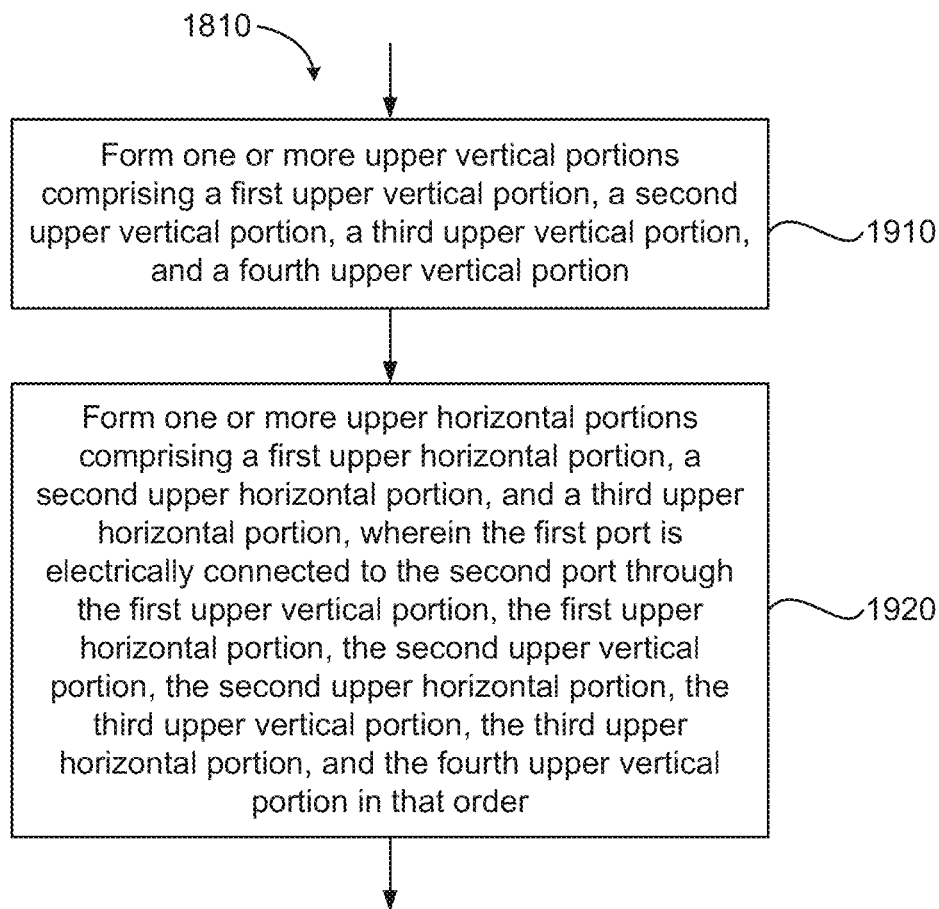 1810
Form one or more upper vertical portions
comprising a first upper vertical portion, a second
upper vertical portion, a third upper vertical portion,
and a fourth upper vertical portion
1910
Form one or more upper horizontal portions
comprising a first upper horizontal portion, a
second upper horizontal portion, and a third upper
horizontal portion, wherein the first port is
electrically connected to the second port through
the first upper vertical portion, the first upper
horizontal portion, the second upper vertical
portion, the second upper horizontal portion, the
third upper vertical portion, the third upper
horizontal portion, and the fourth upper vertical
portion in that order
1920